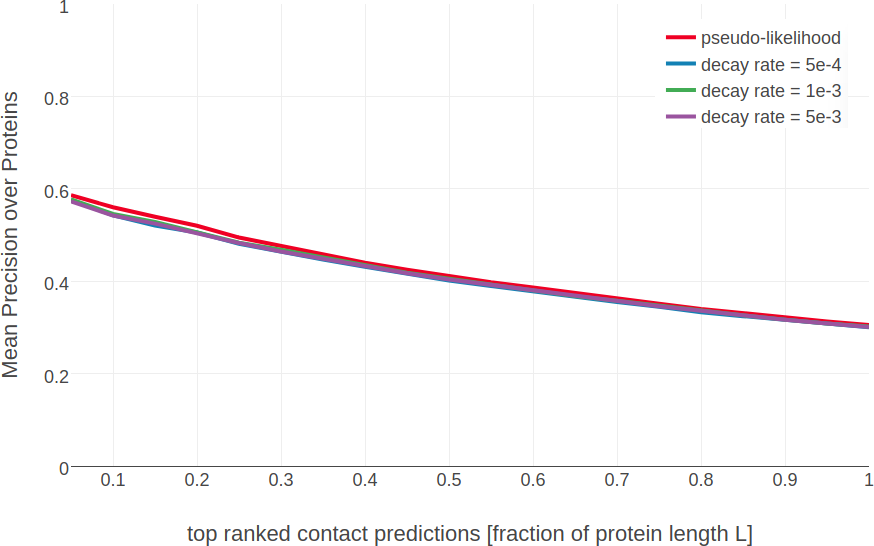 Mean Precision over Proteins
1
0.8
0.6
0.4
0.2
0
pseudo-likelihood
decay rate = 5e-4
decay rate = 1e-3
decay rate = 5e-3
0.1 0.2 0.3 0.4 0.5 0.6 0.7 0.8 0.9 1
top ranked contact predictions [fraction of protein length L]